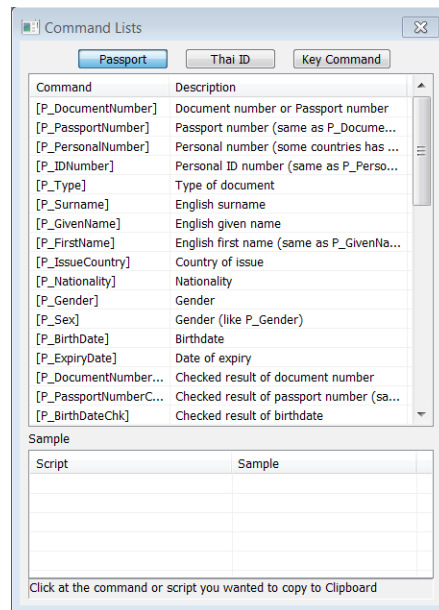 Command Lists
Passport Thai ID Key Command
Command Description
[P_DocumentNumber] Document number or Passport number
[P_PassportNumber] Passport number (same as P_Docume...
[P_PersonalNumber] Personal number (some countries has ...
[P_IDNumber] Personal ID number (same as P_Perso...
[P_Type] Type of document
[P_Surname] English surname
[P_GivenName] English given name
[P_FirstName] English first name (same as P_GivenNa...
[P_IssueCountry] Country of issue
[P_Nationality] Nationality
[P_Gender] Gender
[P_Sex] Gender (like P_Gender)
[P_BirthDate] Birthdate
[P_ExpiryDate] Date of expiry
[P_DocumentNumber... Checked result of document number
[P_PassportNumberC... Checked result of passport number (sa...
[P_BirthDateChk] Checked result of birthdate
Sample
Script Sample
Click at the command or script you wanted to copy to Clipboard